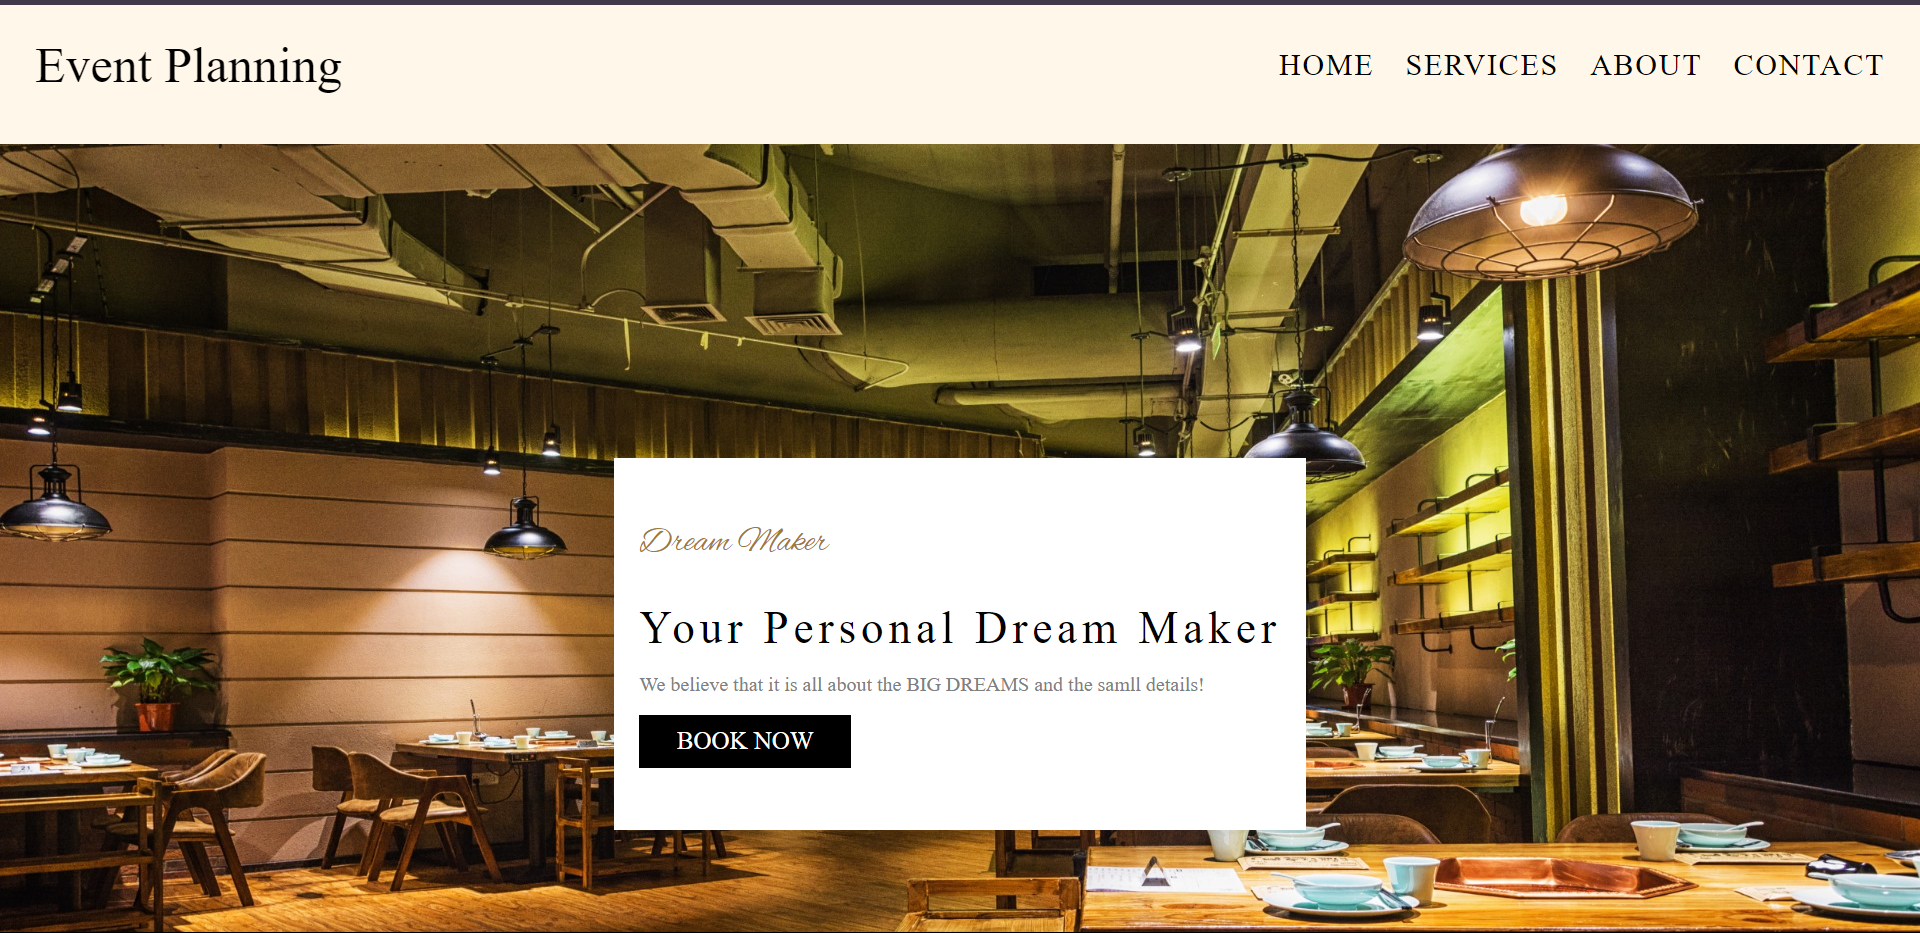 Event Planning
HOME SERVICES ABOUT CONTACT
Dream Maker
Your Personal Dream Maker
We believe that it is all about the BIG DREAMS and the samll details!
BOOK NOW